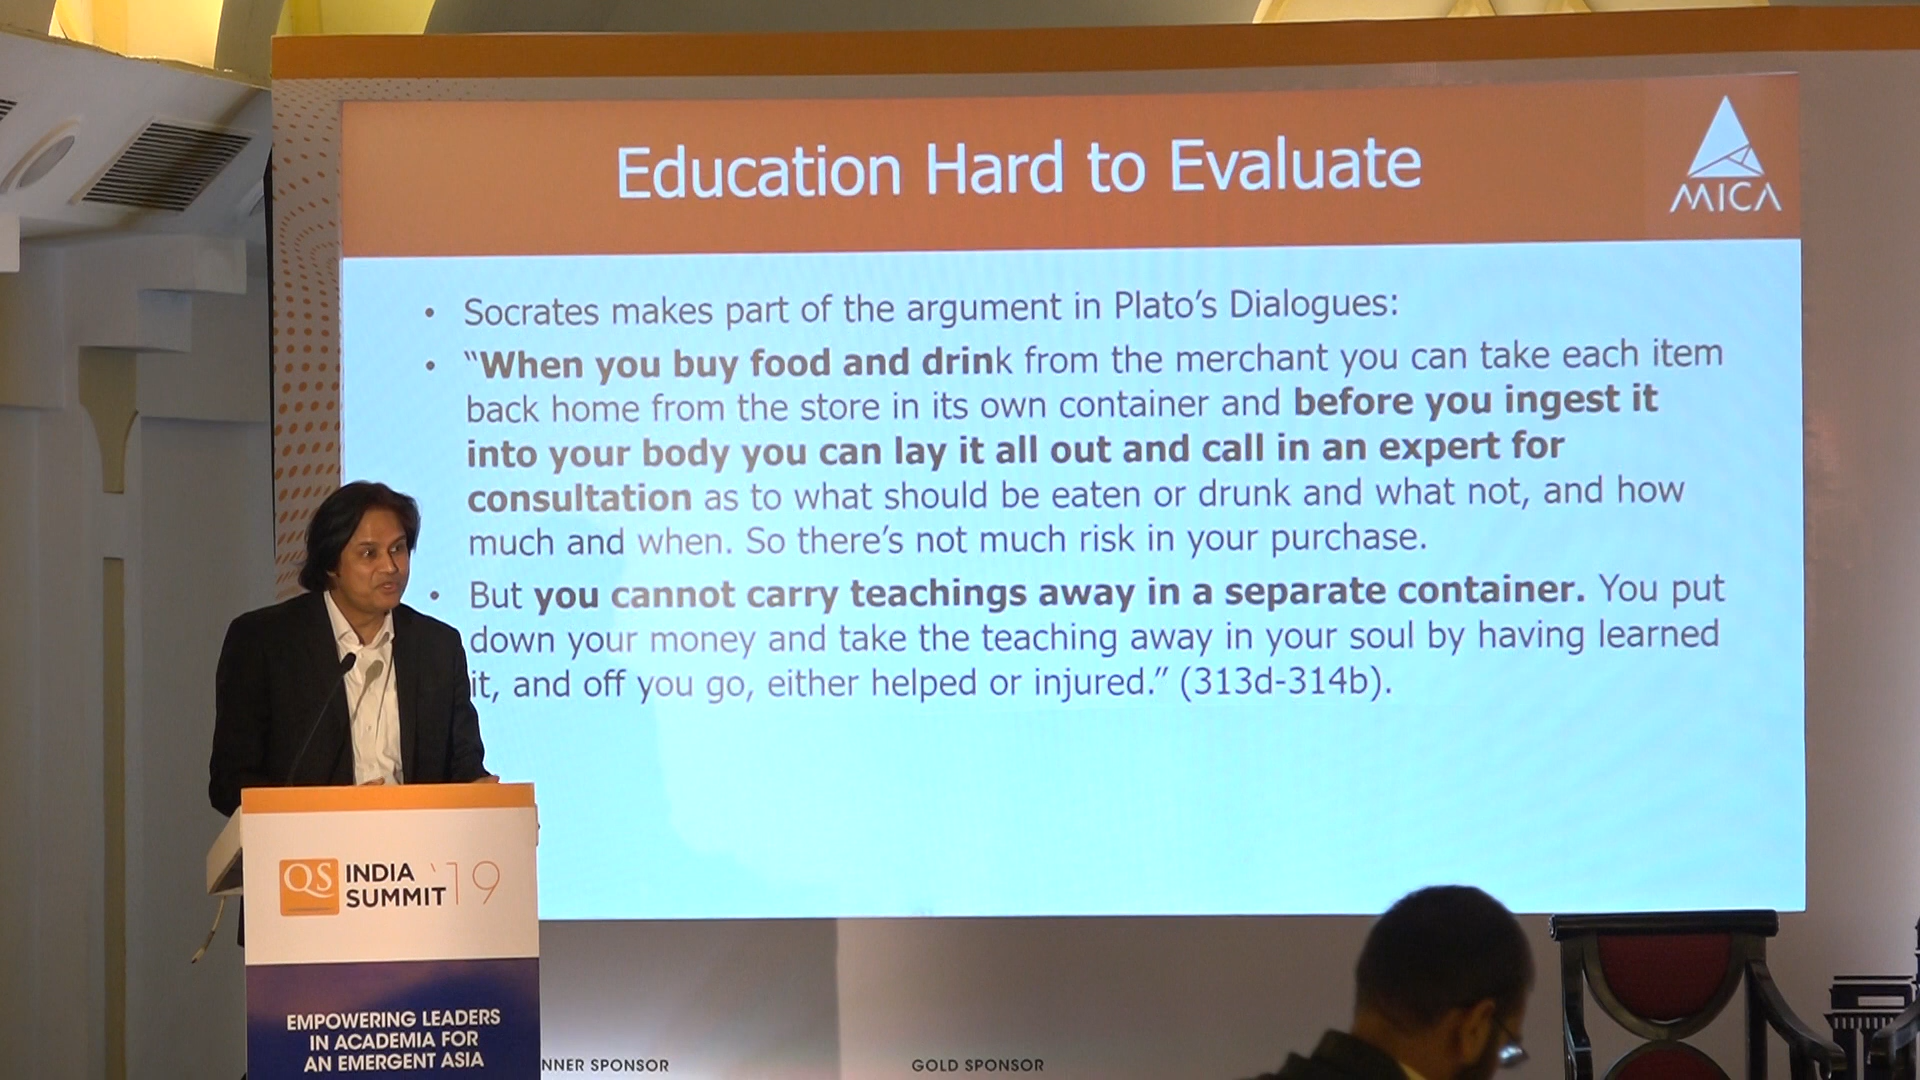 Education Hard to Evaluate
MICA
• Socrates makes part of the argument in Plato's Dialogues:
• “When you buy food and drink from the merchant you can take each item
back home from the store in its own container and before you ingest it
into your body you can lay it all out and call in an expert for
consultation as to what should be eaten or drunk and what not, and how
much and when. So there's not much risk in your purchase.
• But you cannot carry teachings away in a separate container. You put
down your money and take the teaching away in your soul by having learned
it, and off you go, either helped or injured.” (313d-314b).
QS INDIA
SUMMIT '19
EMPOWERING LEADERS
IN ACADEMIA FOR
AN EMERGENT ASIA
NNER SPONSOR
GOLD SPONSOR